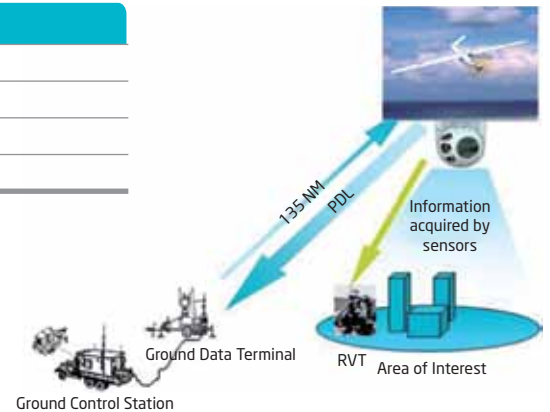 135 NM
PDL
Information
acquired by
sensors
Ground Data Terminal
RVT
Area of Interest
Ground Control Station